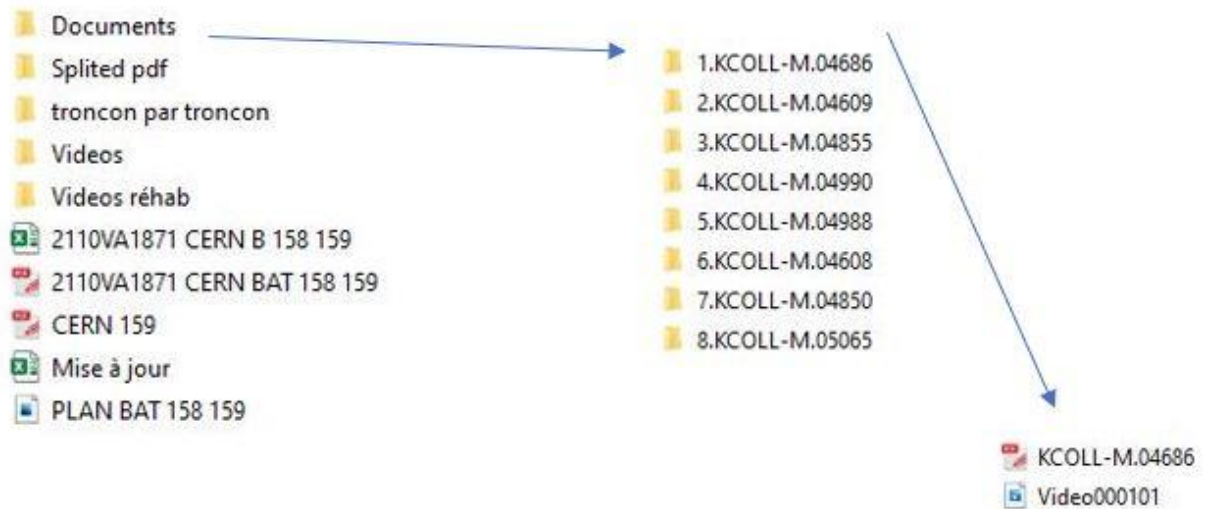 Documents
Splited pdf
troncon par troncon
Videos
Videos réhab
2110VA1871 CERN B 158 159
2110VA1871 CERN BAT 158 159
CERN 159
Mise à jour
PLAN BAT 158 159
1.KCOLL-M.04686
2.KCOLL-M.04609
3.KCOLL-M.04855
4.KCOLL-M.04990
5.KCOLL-M.04988
6.KCOLL-M.04608
7.KCOLL-M.04850
8.KCOLL-M.05065
KCOLL-M.04686
Video000101